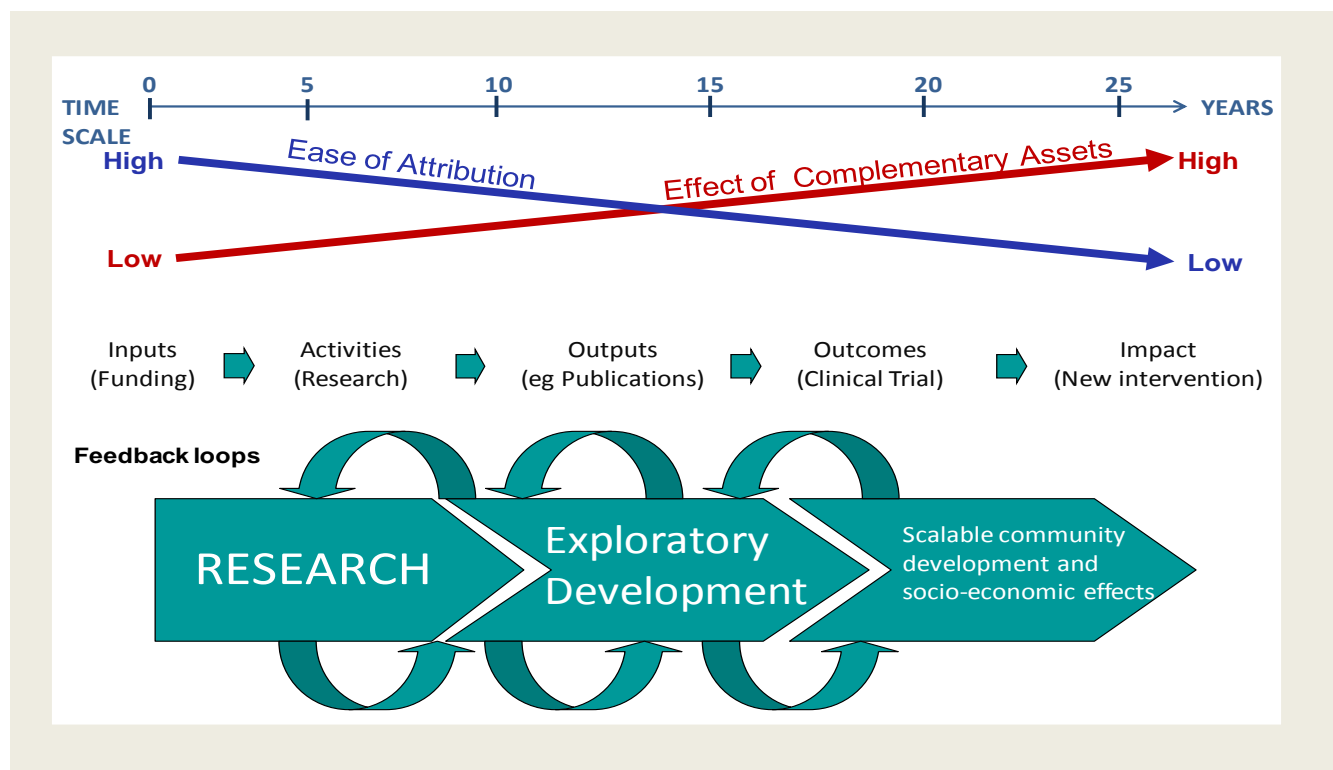 0 5 10 15 20 25
TIME
SCALE
YEARS
High
Ease of Attribution
Effect of Complementary Assets
High
Low
Low
Inputs
(Funding)
Activities
(Research)
Outputs
(eg Publications)
Outcomes
(Clinical Trial)
Impact
(New intervention)
Feedback loops
RESEARCH
Exploratory
Development
Scalable community
development and
socio-economic effects